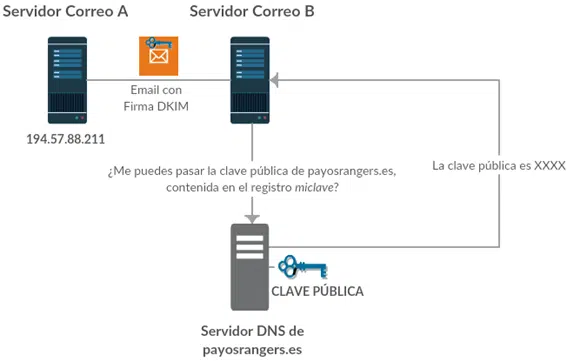 Servidor Correo A
Servidor Correo B
Email con
Firma DKIM
194.57.88.211
¿Me puedes pasar la clave pública de payosrangers.es,
contenida en el registro miclave?
La clave pública es XXXX
CLAVE PÚBLICA
Servidor DNS de
payosrangers.es